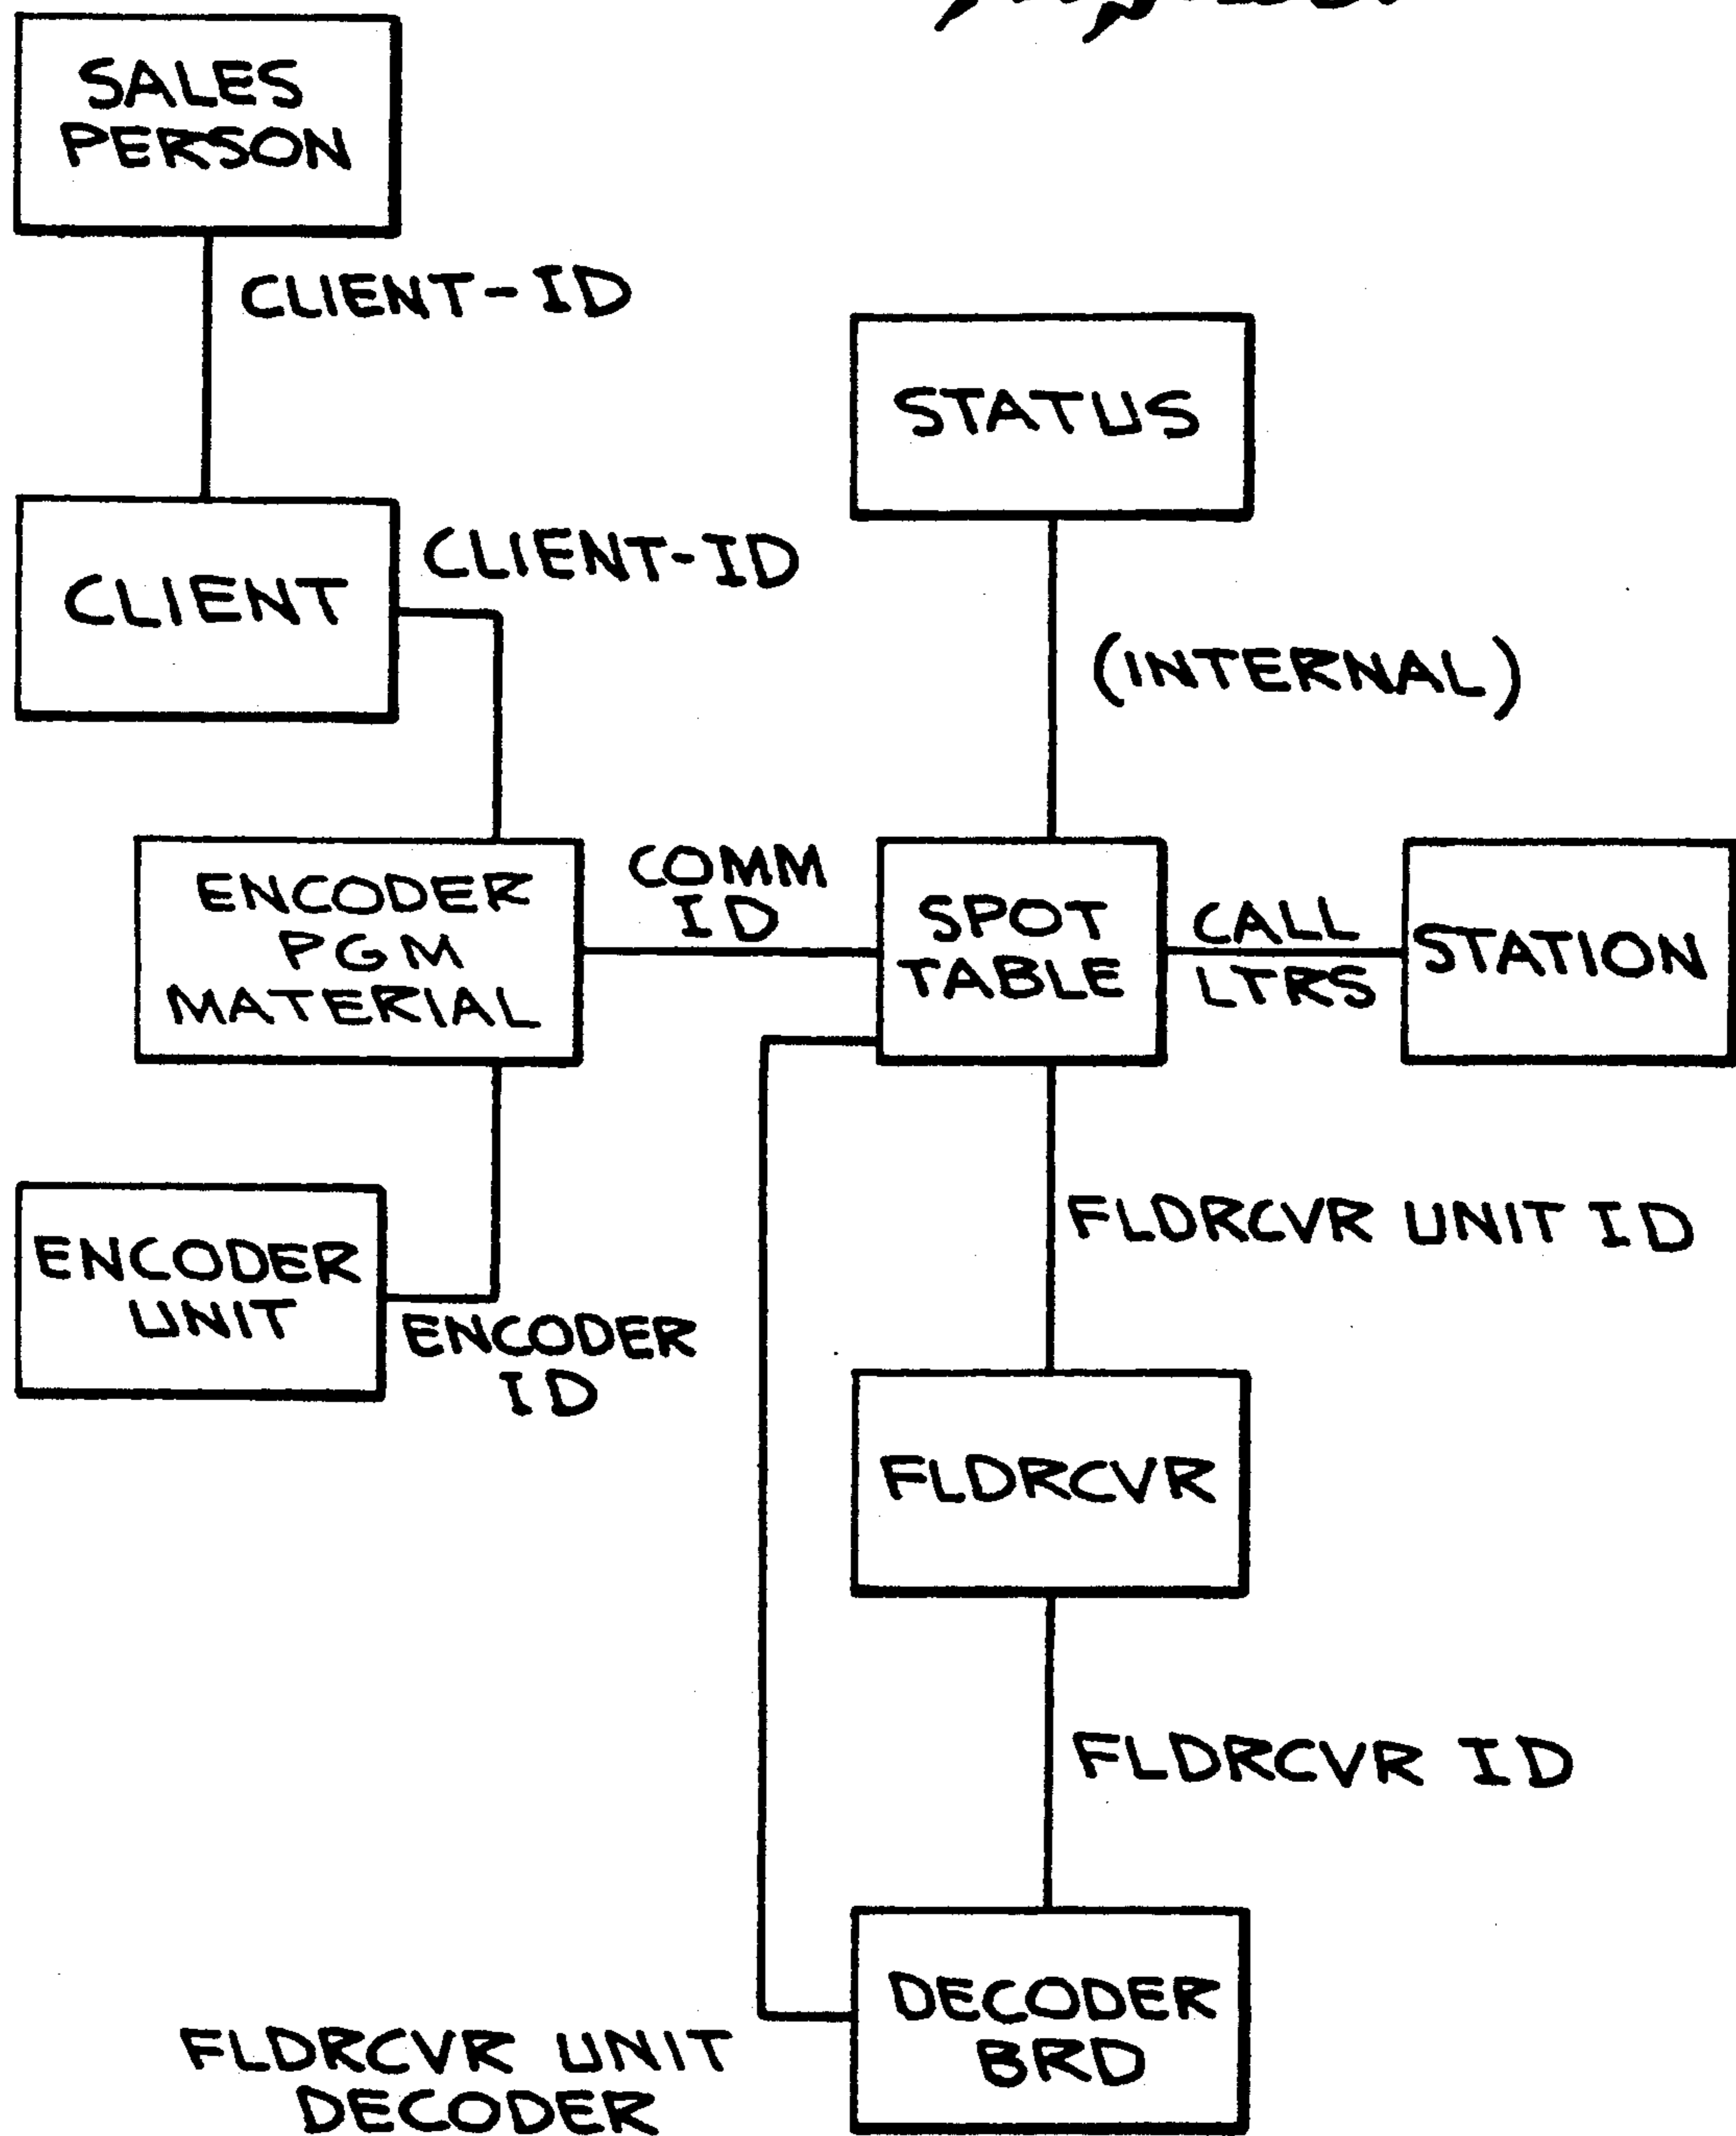 SALES
PERSON
CLIENT-ID
STATUS
CLIENT
CLIENT-ID
(INTERNAL)
ENCODER
PGM
MATERIAL
COMM
ID
SPOT
TABLE
CALL
LTRS
STATION
ENCODER
UNIT
ENCODER
ID
FLDRCVR UNIT ID
FLDRCVR
FLDRCVR ID
DECODER
BRD
FLDRCVR UNIT
DECODER